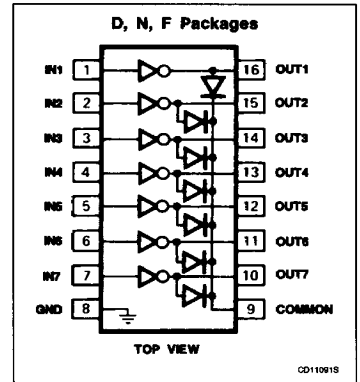 D, N, F Packages
IN1 1 16 OUT1
IN2 2 15 OUT2
IN3 3 14 OUT3
IN4 4 13 OUT4
IN5 5 12 OUT5
IN6 6 11 OUT6
IN7 7 10 OUT7
GND 8 9 COMMON
TOP VIEW
CD11091S